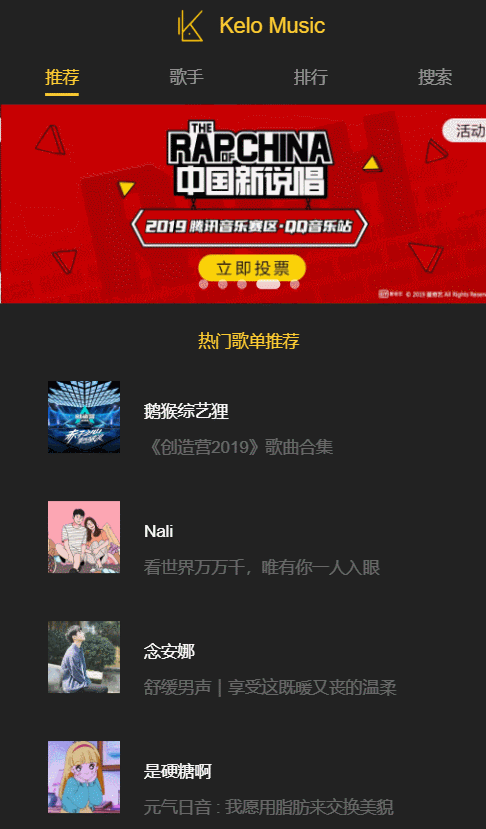 Kelo Music
推荐
歌手
排行
搜索
活动
THE
RAP OF CHINA
中国新说唱
2019 腾讯音乐赛区·QQ音乐站
立即投票
热门歌单推荐
鹅猴综艺狸
《创造营2019》歌曲合集
Nali
看世界万万千，唯有你一人入眼
念安娜
舒缓男声 | 享受这既暖又丧的温柔
是硬糖啊
元气日音 : 我愿用脂肪来交换美貌